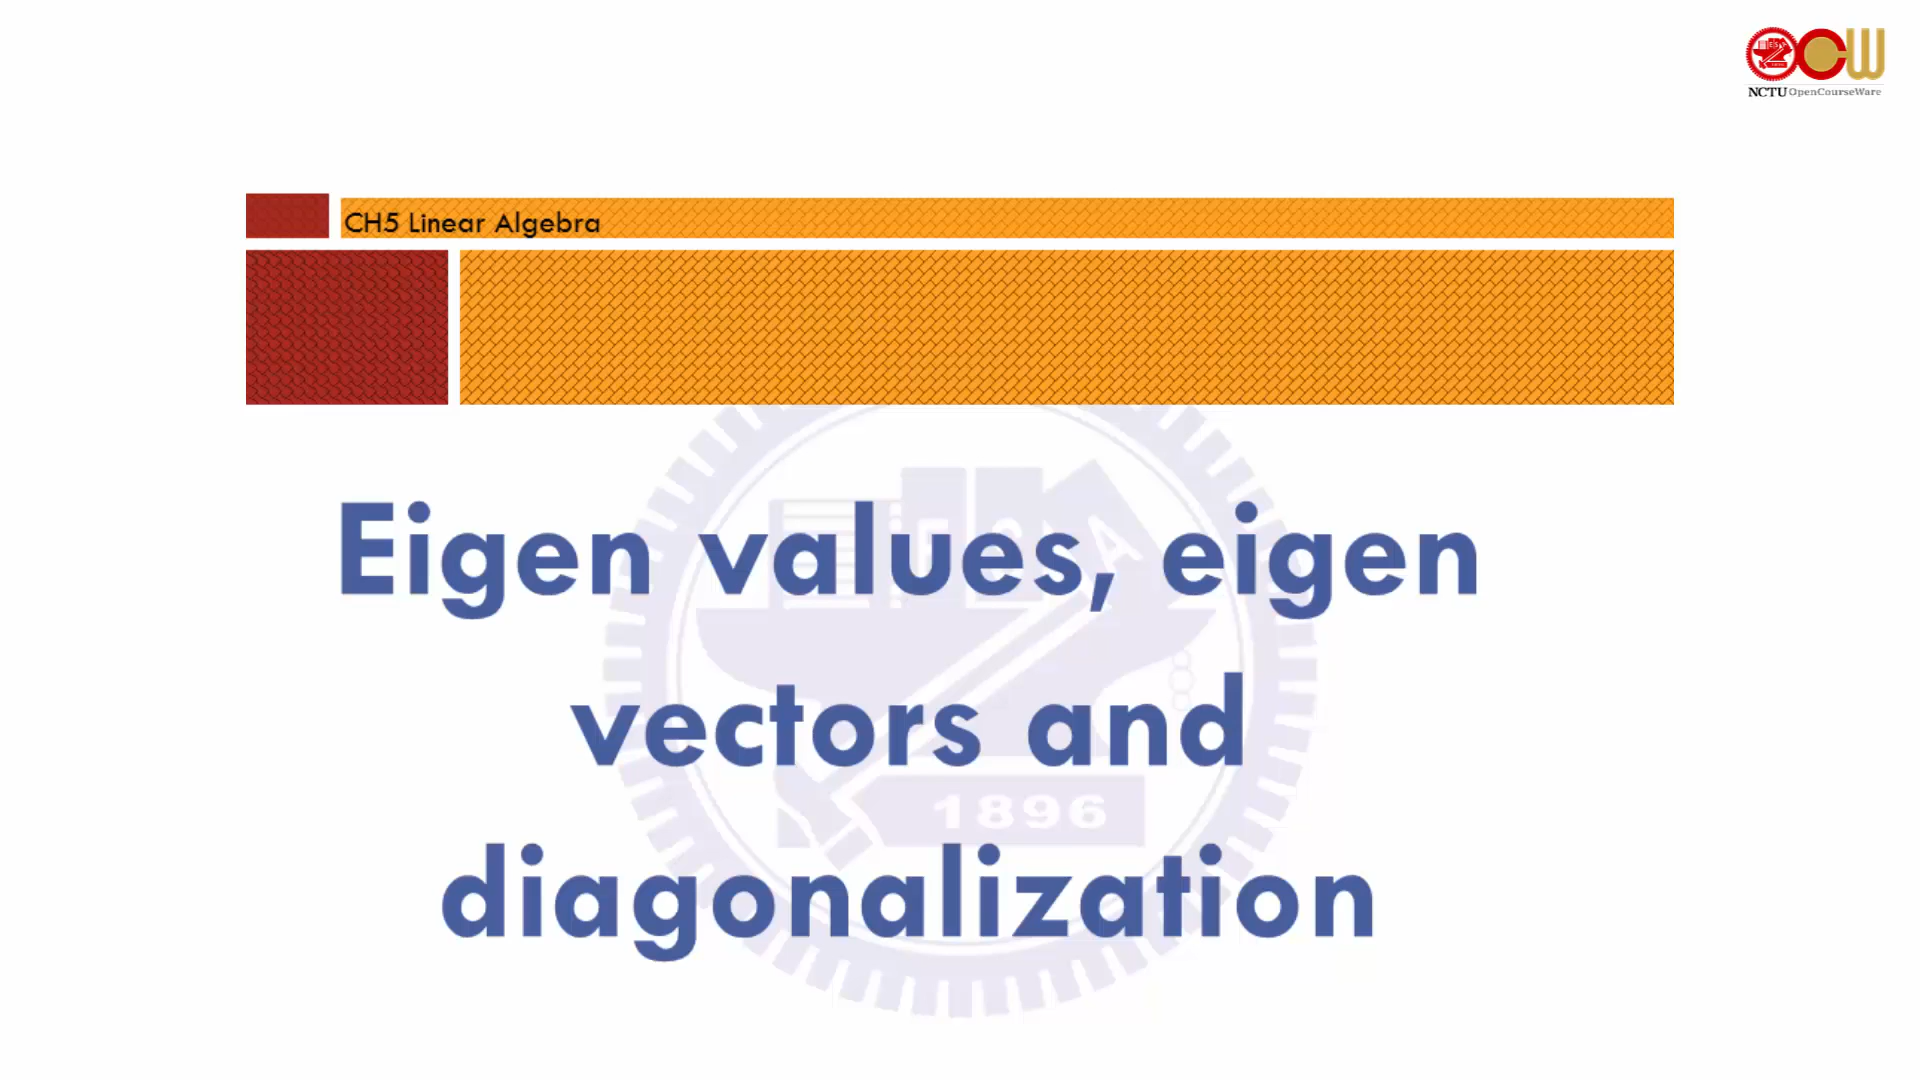 NCTU OpenCourseWare
CH5 Linear Algebra
Eigen values, eigen
vectors and
diagonalization
1896